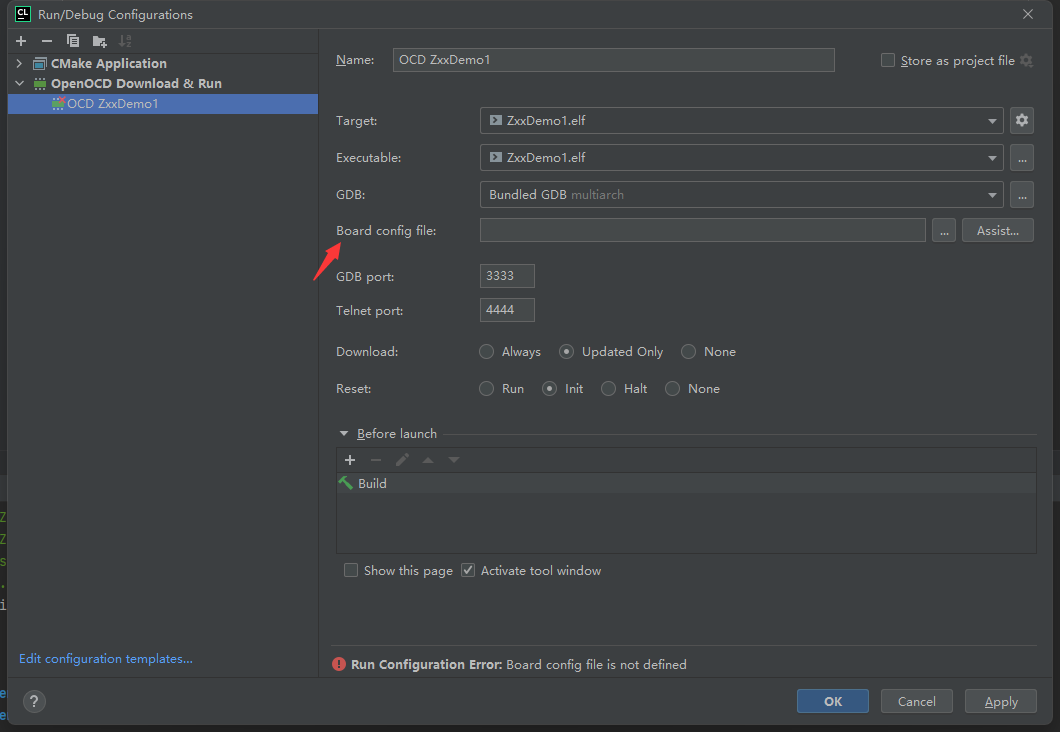 CL Run/Debug Configurations
CMake Application
OpenOCD Download & Run
OCD ZxxDemo1
Edit configuration templates...
Name: OCD ZxxDemo1 Store as project file
Target: ZxxDemo1.elf
Executable: ZxxDemo1.elf ...
GDB: Bundled GDB multiarch ...
Board config file: ... Assist...
GDB port: 3333
Telnet port: 4444
Download: Always Updated Only None
Reset: Run Init Halt None
Before launch
Build
Show this page Activate tool window
Run Configuration Error: Board config file is not defined
? OK Cancel Apply